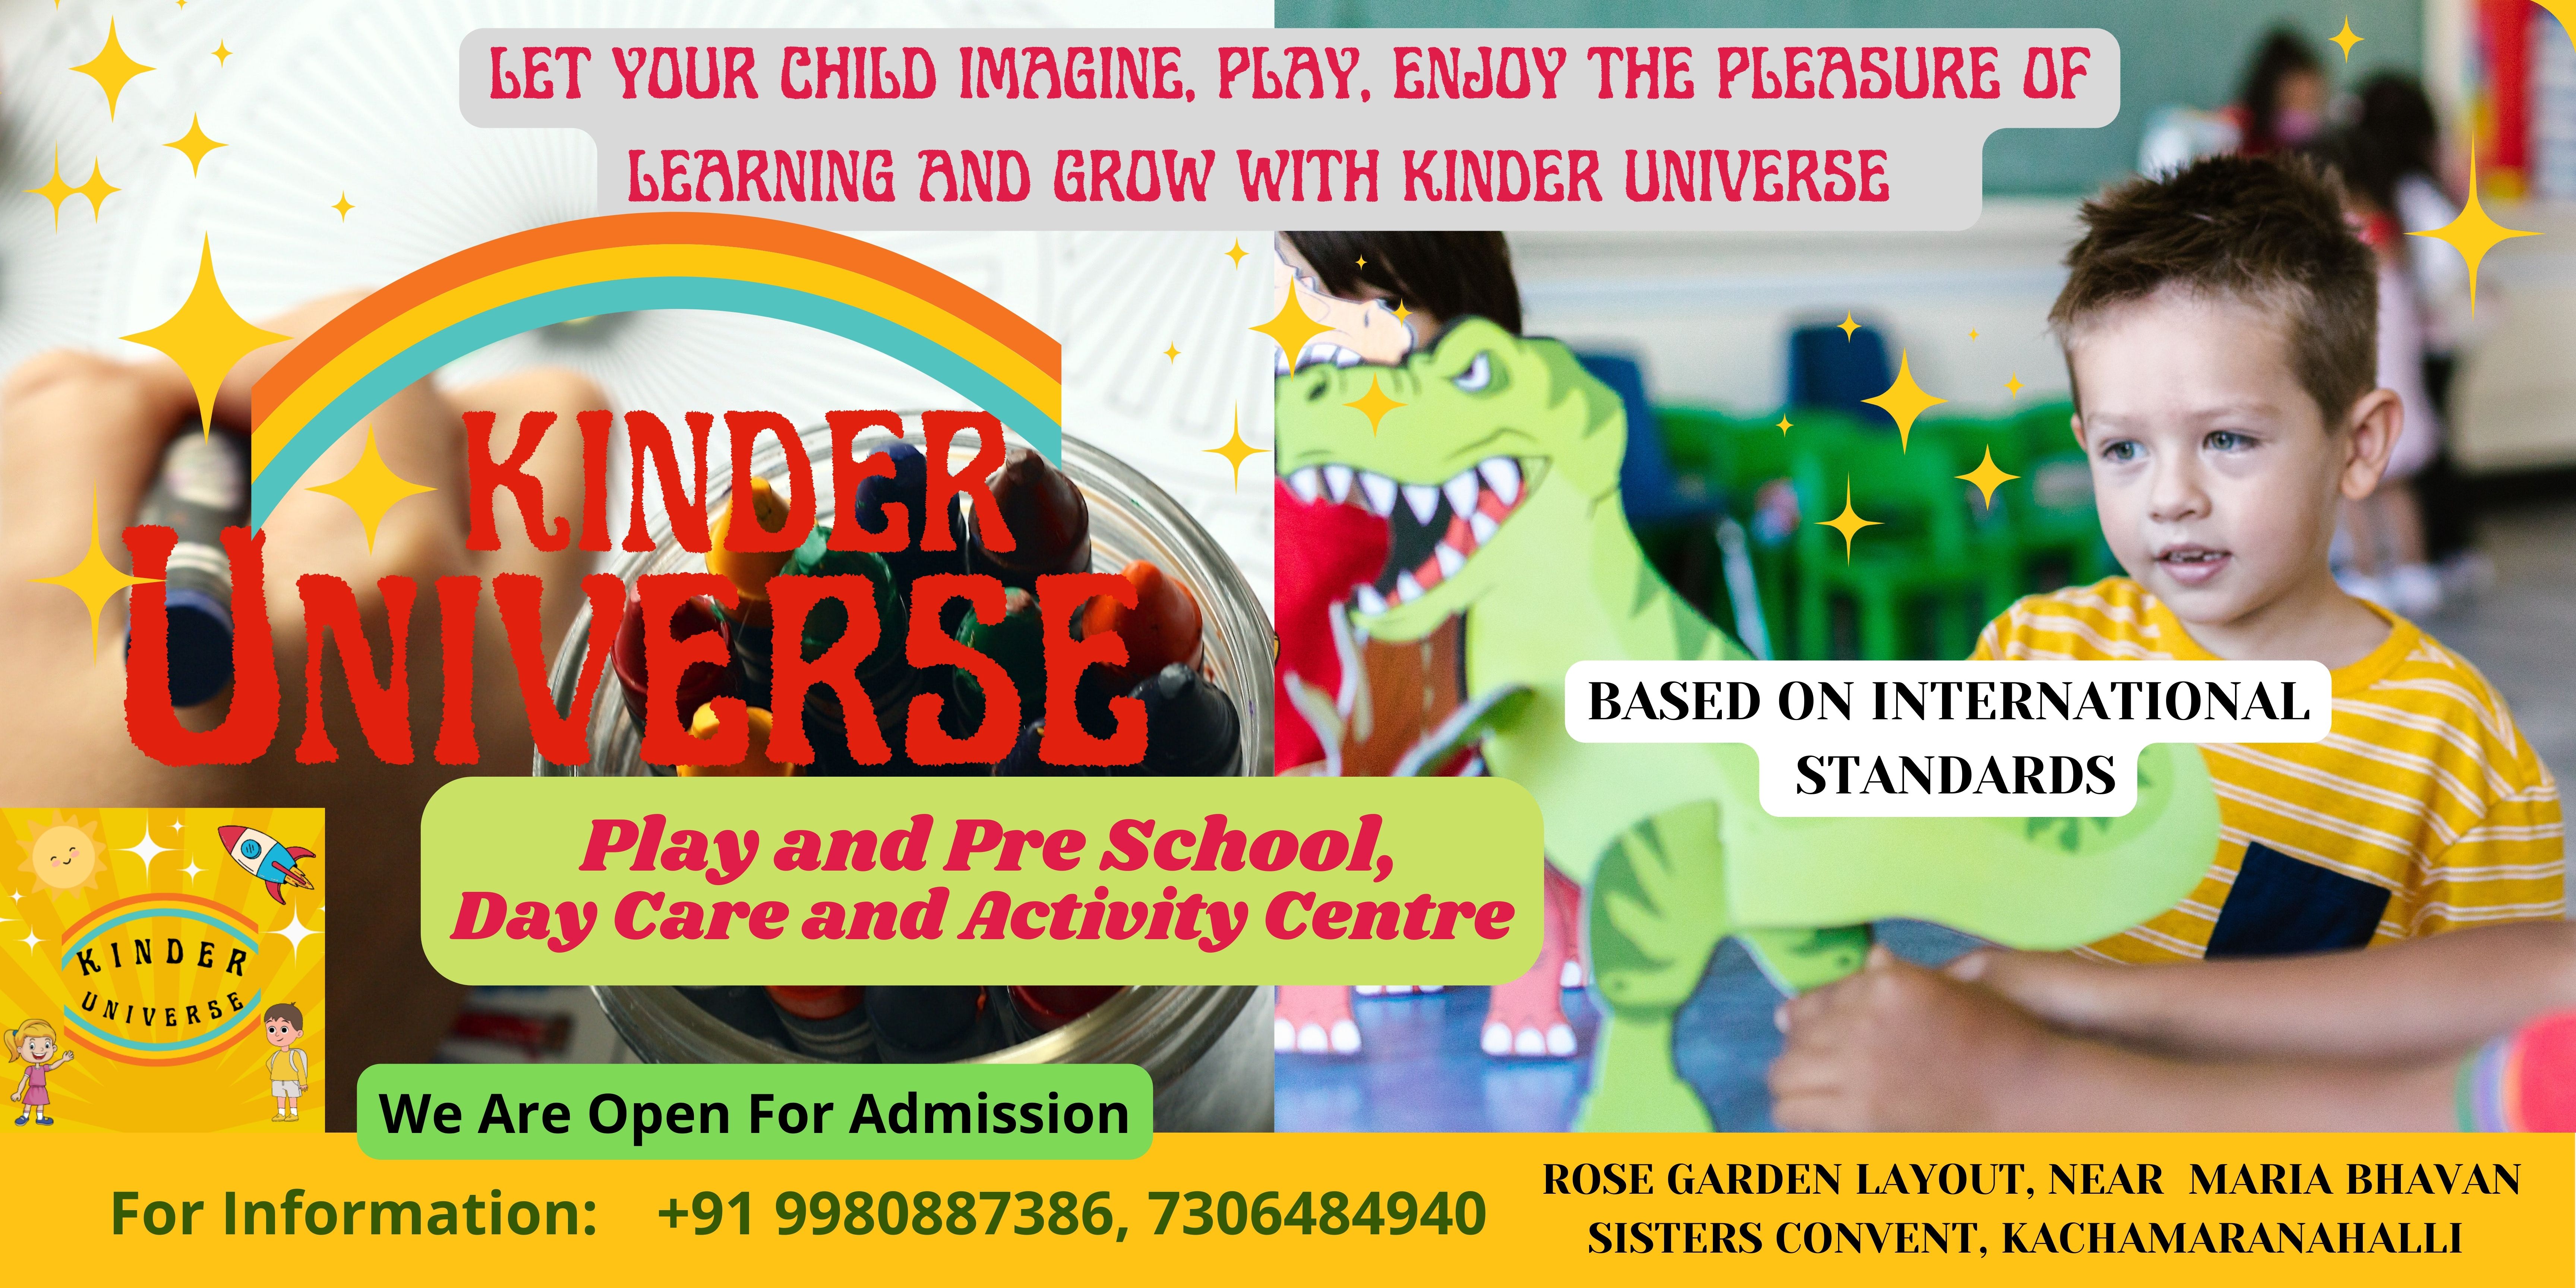 LET YOUR CHILD IMAGINE, PLAY, ENJOY THE PLEASURE OF
LEARNING AND GROW WITH KINDER UNIVERSE
KINDER
UNIVERSE
BASED ON INTERNATIONAL
STANDARDS
Play and Pre School,
Day Care and Activity Centre
KINDER
UNIVERSE
We Are Open For Admission
For Information: +91 9980887386, 7306484940
ROSE GARDEN LAYOUT, NEAR MARIA BHAVAN
SISTERS CONVENT, KACHAMARANAHALLI